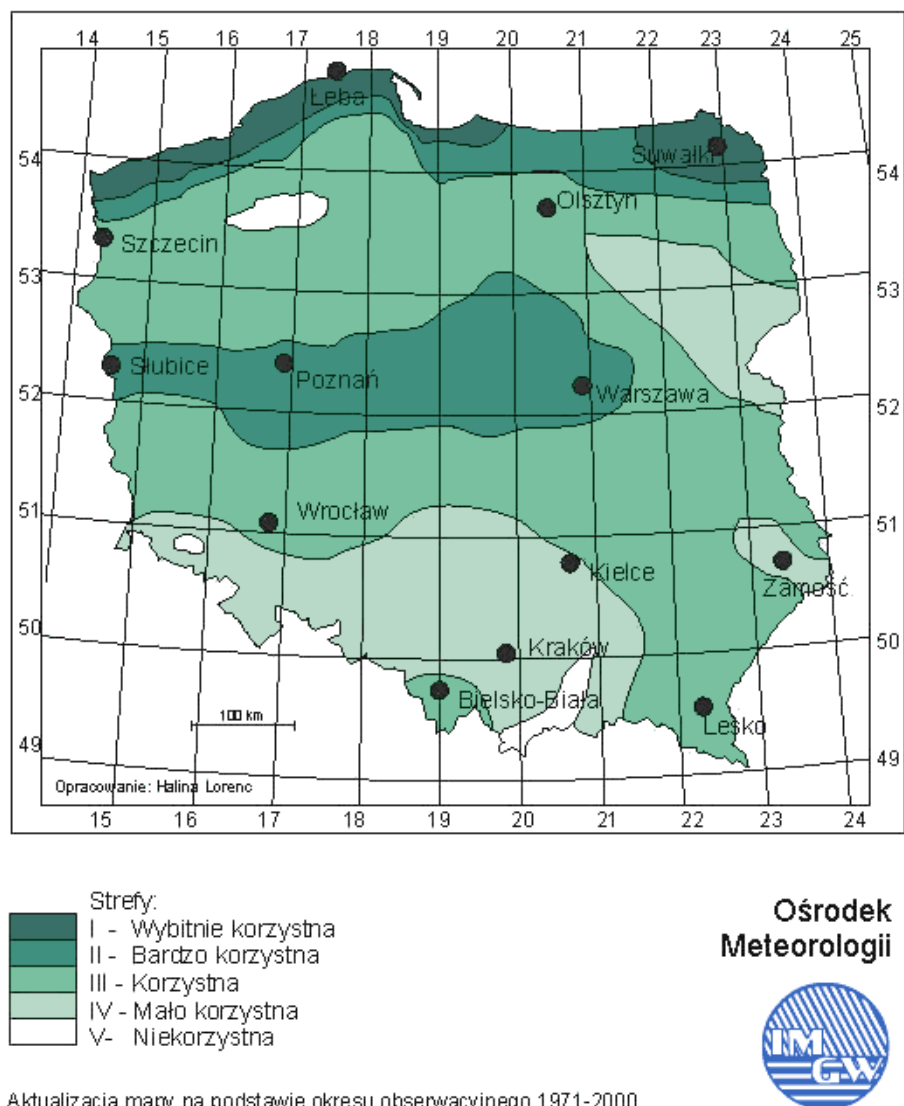 14 15 16 17 18 19 20 21 22 23 24 25
Łeba
54 Suwałki 54
Olsztyn
Szczecin
53 53
Słubice Poznań Warszawa
52 52
51 Wrocław 51
Kielce Zamość
50 Kraków 50
Bielsko-Biała Lesko
100 km
49 49
Opracowanie: Halina Lorenc
15 16 17 18 19 20 21 22 23 24
Strefy:
I - Wybitnie korzystna
II - Bardzo korzystna
III - Korzystna
IV - Mało korzystna
V- Niekorzystna
Ośrodek
Meteorologii
IM
GW
Aktualizacja mapy na podstawie okresu obserwacyjnego 1971-2000